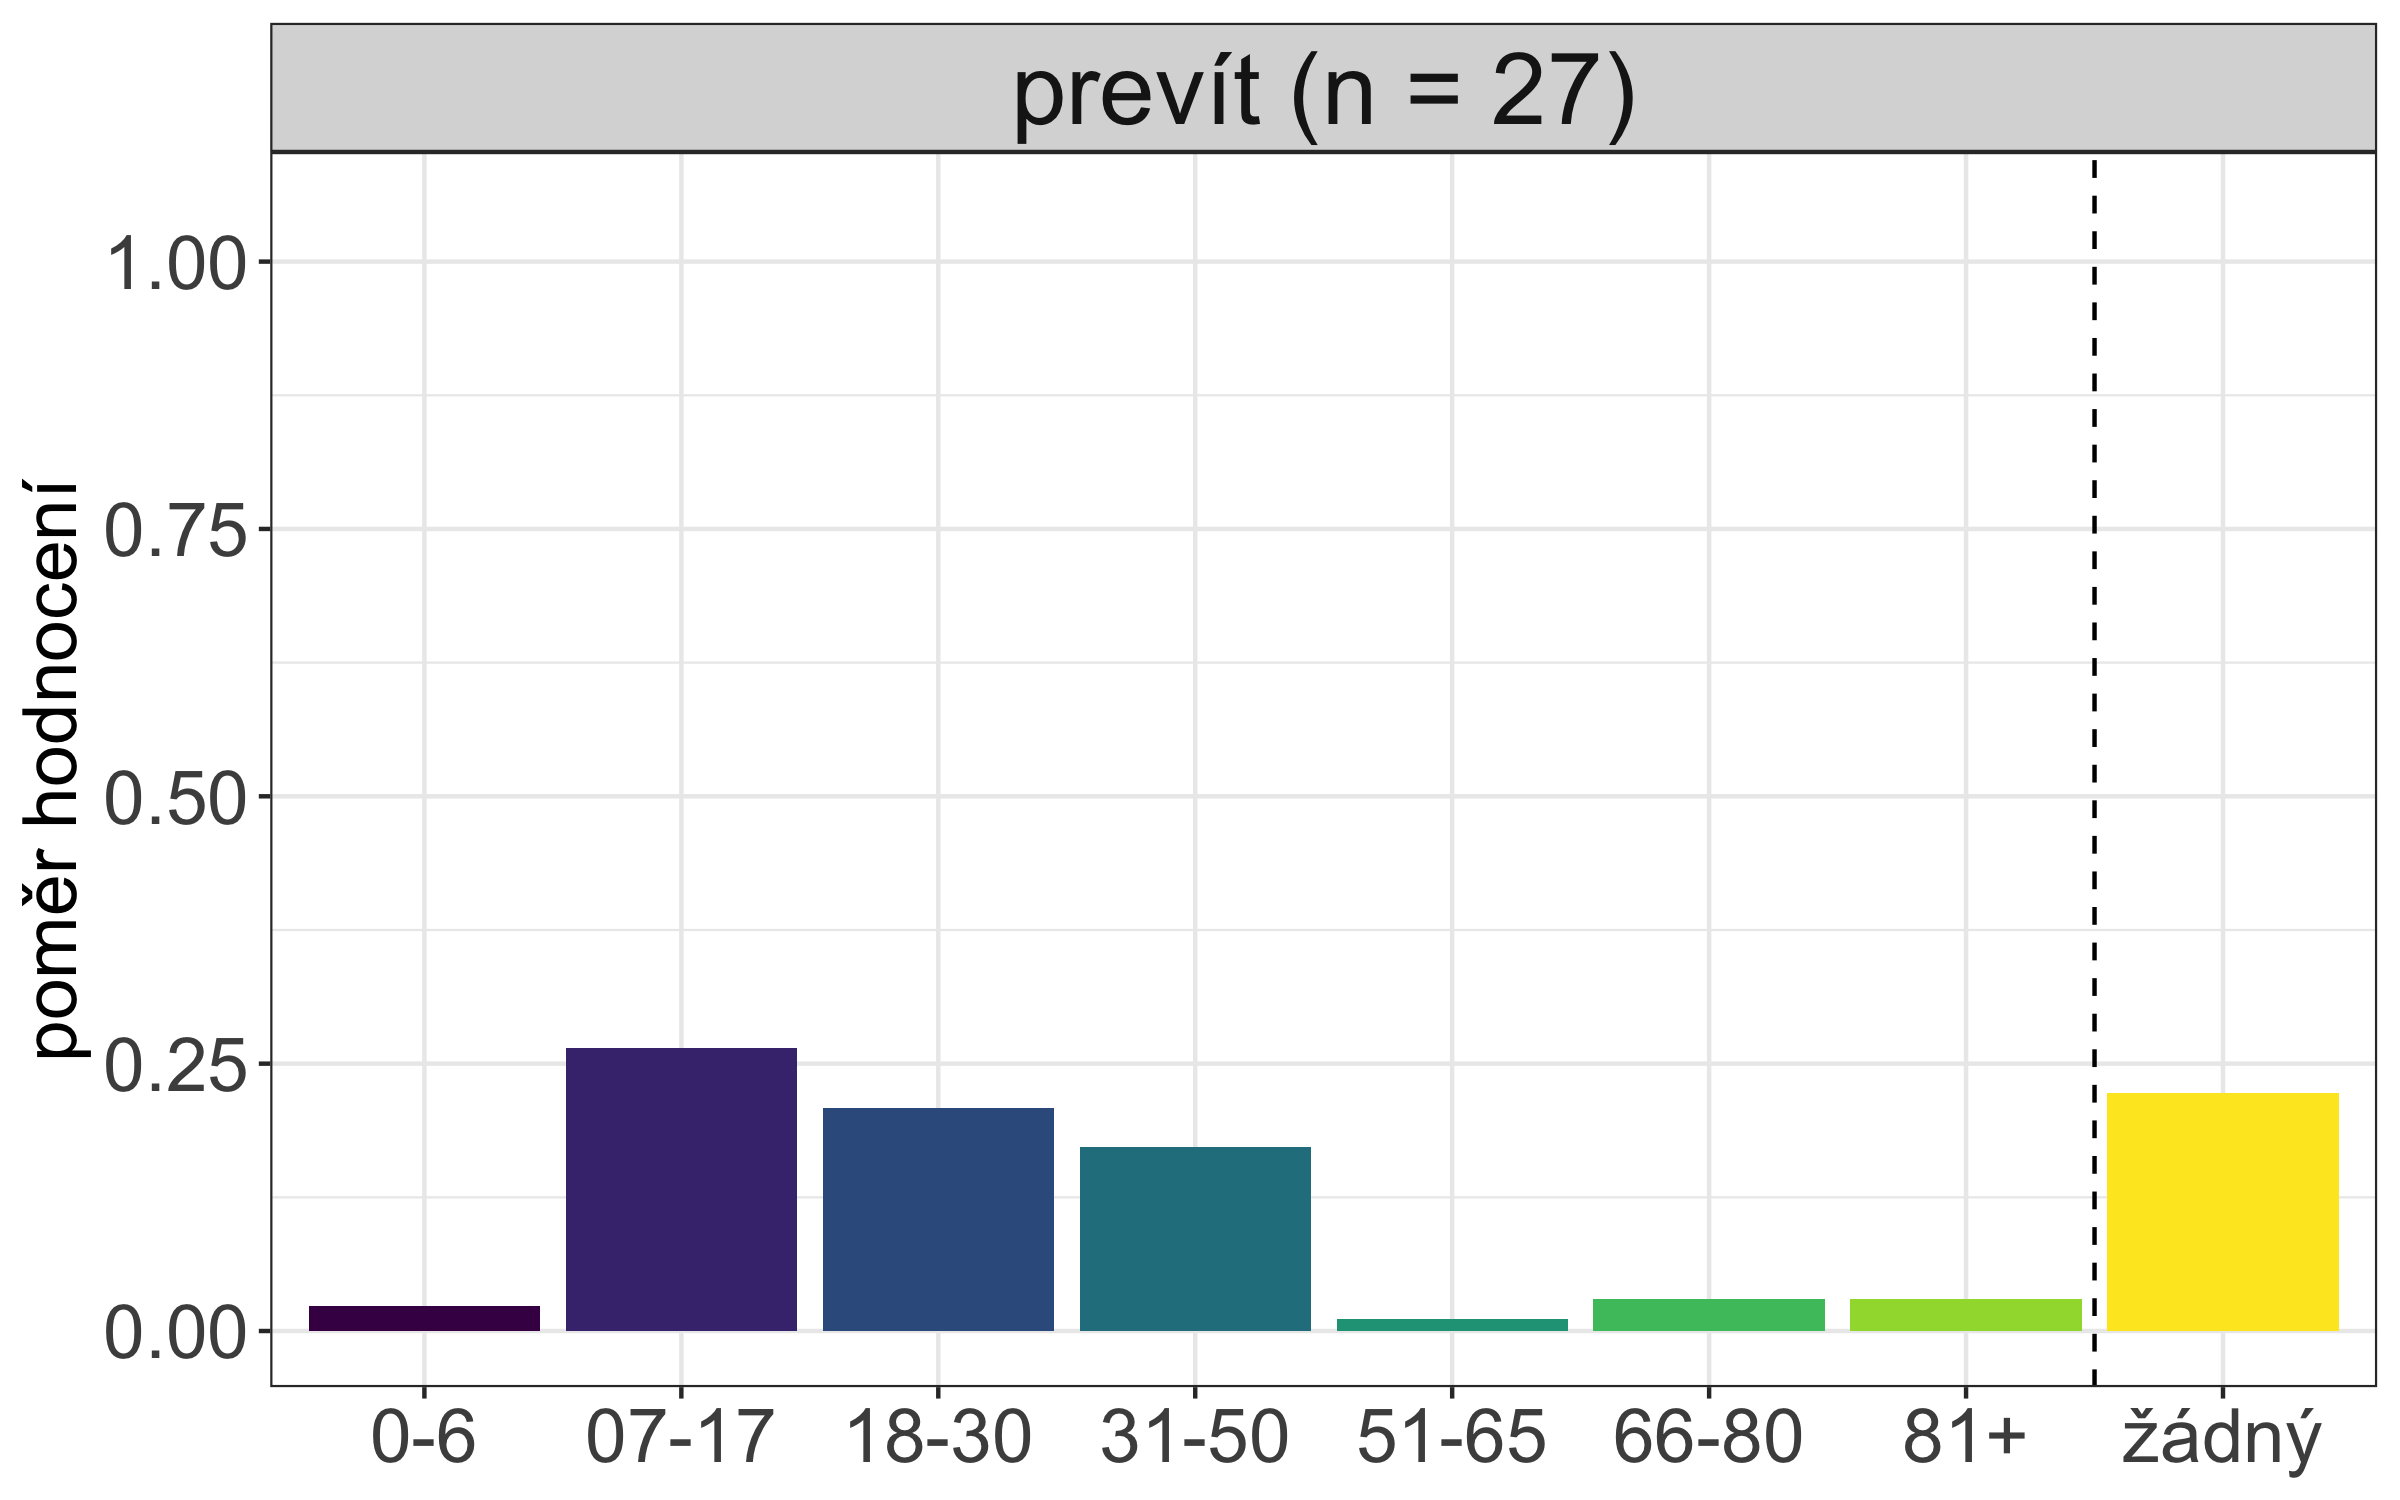 prevít (n = 27)
poměr hodnocení
1.00
0.75
0.50
0.25
0.00
0-6 07-17 18-30 31-50 51-65 66-80 81+ žádný